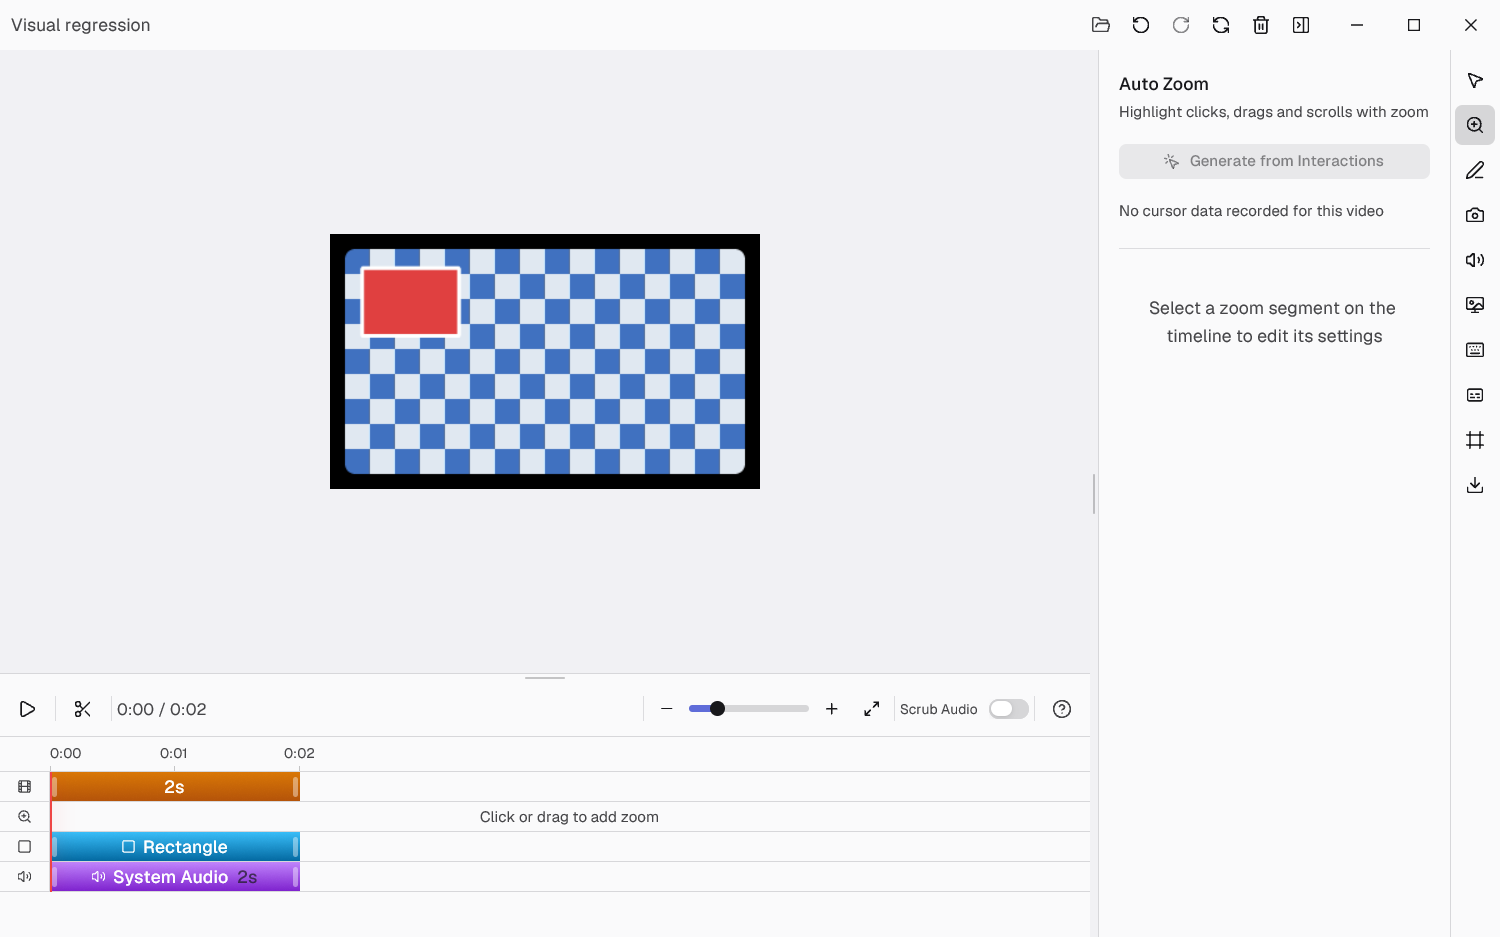 Visual regression
Auto Zoom
Highlight clicks, drags and scrolls with zoom
Generate from Interactions
No cursor data recorded for this video
Select a zoom segment on the
timeline to edit its settings
0:00 / 0:02
Scrub Audio
0:00
0:01
0:02
2s
Click or drag to add zoom
Rectangle
System Audio 2s